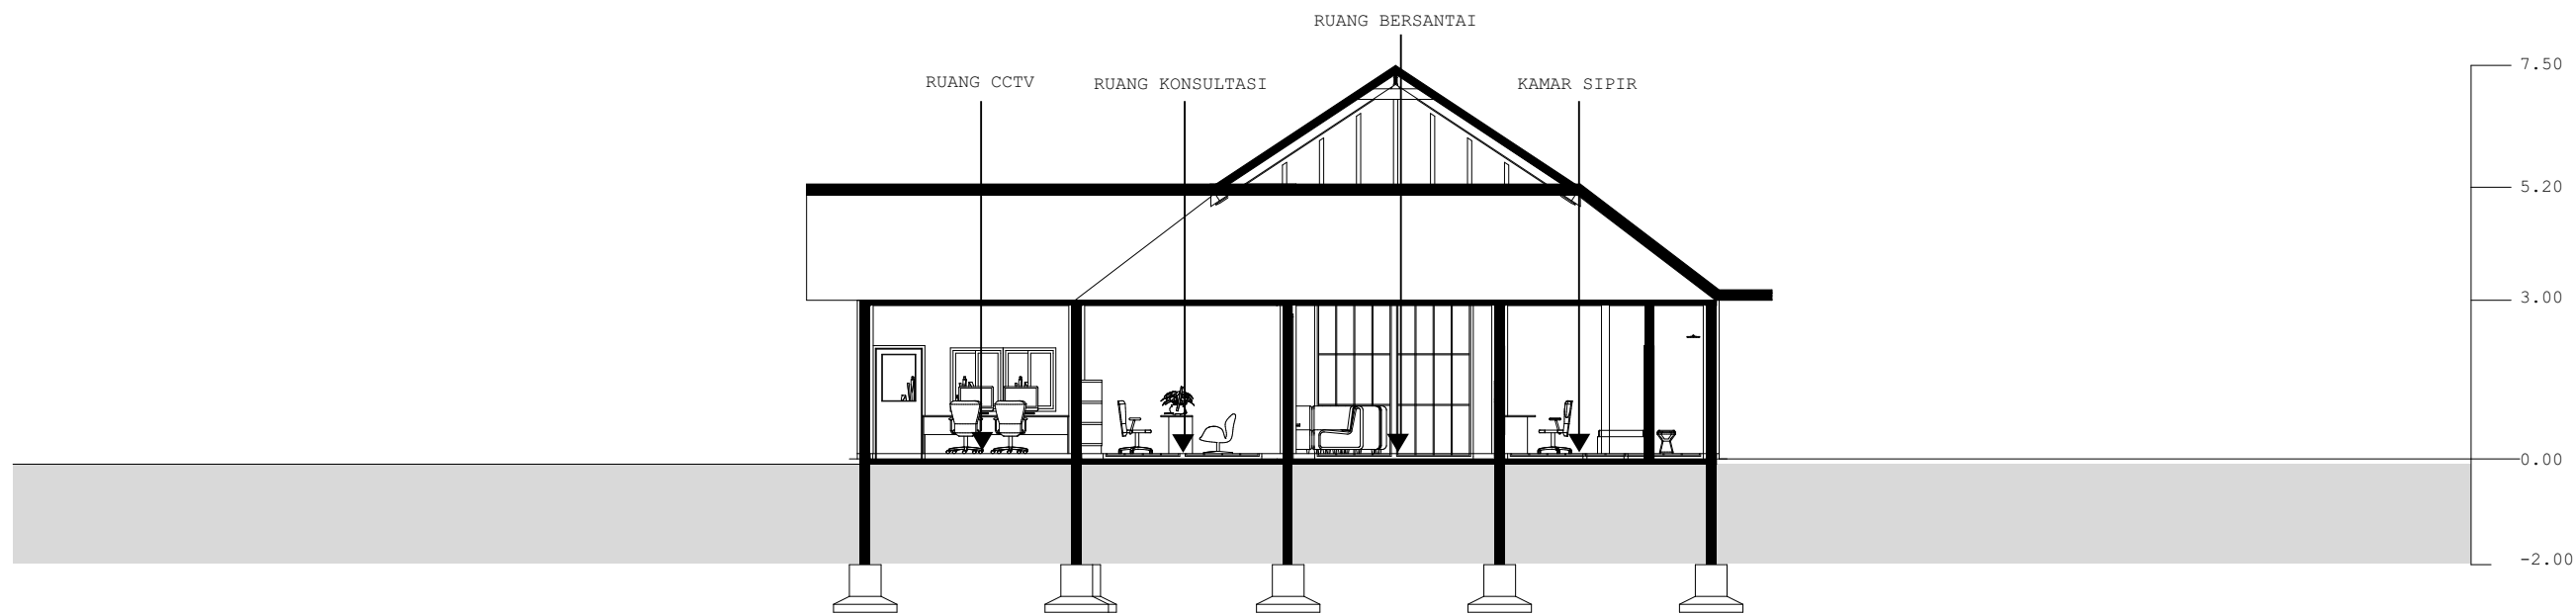 RUANG BERSANTAI
RUANG CCTV
RUANG KONSULTASI
KAMAR SIPIR
7.50
5.20
3.00
0.00
-2.00